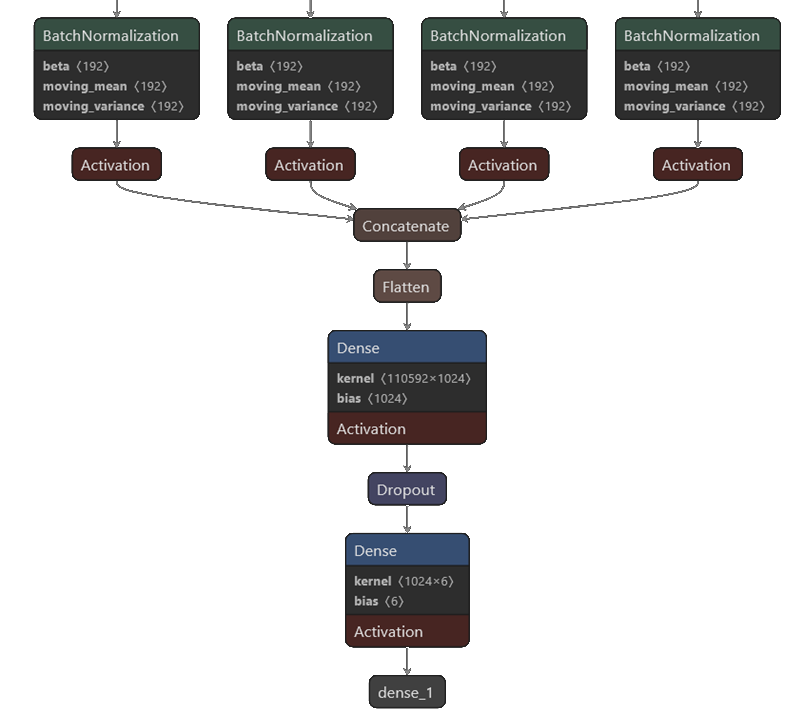 BatchNormalization BatchNormalization BatchNormalization BatchNormalization
beta 〈192〉 beta 〈192〉 beta 〈192〉 beta 〈192〉
moving_mean 〈192〉 moving_mean 〈192〉 moving_mean 〈192〉 moving_mean 〈192〉
moving_variance 〈192〉 moving_variance 〈192〉 moving_variance 〈192〉 moving_variance 〈192〉
Activation Activation Activation Activation
Concatenate
Flatten
Dense
kernel 〈110592×1024〉
bias 〈1024〉
Activation
Dropout
Dense
kernel 〈1024×6〉
bias 〈6〉
Activation
dense_1